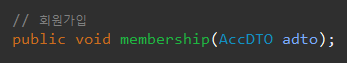 // 회원가입
public void membership(AccDTO adto);